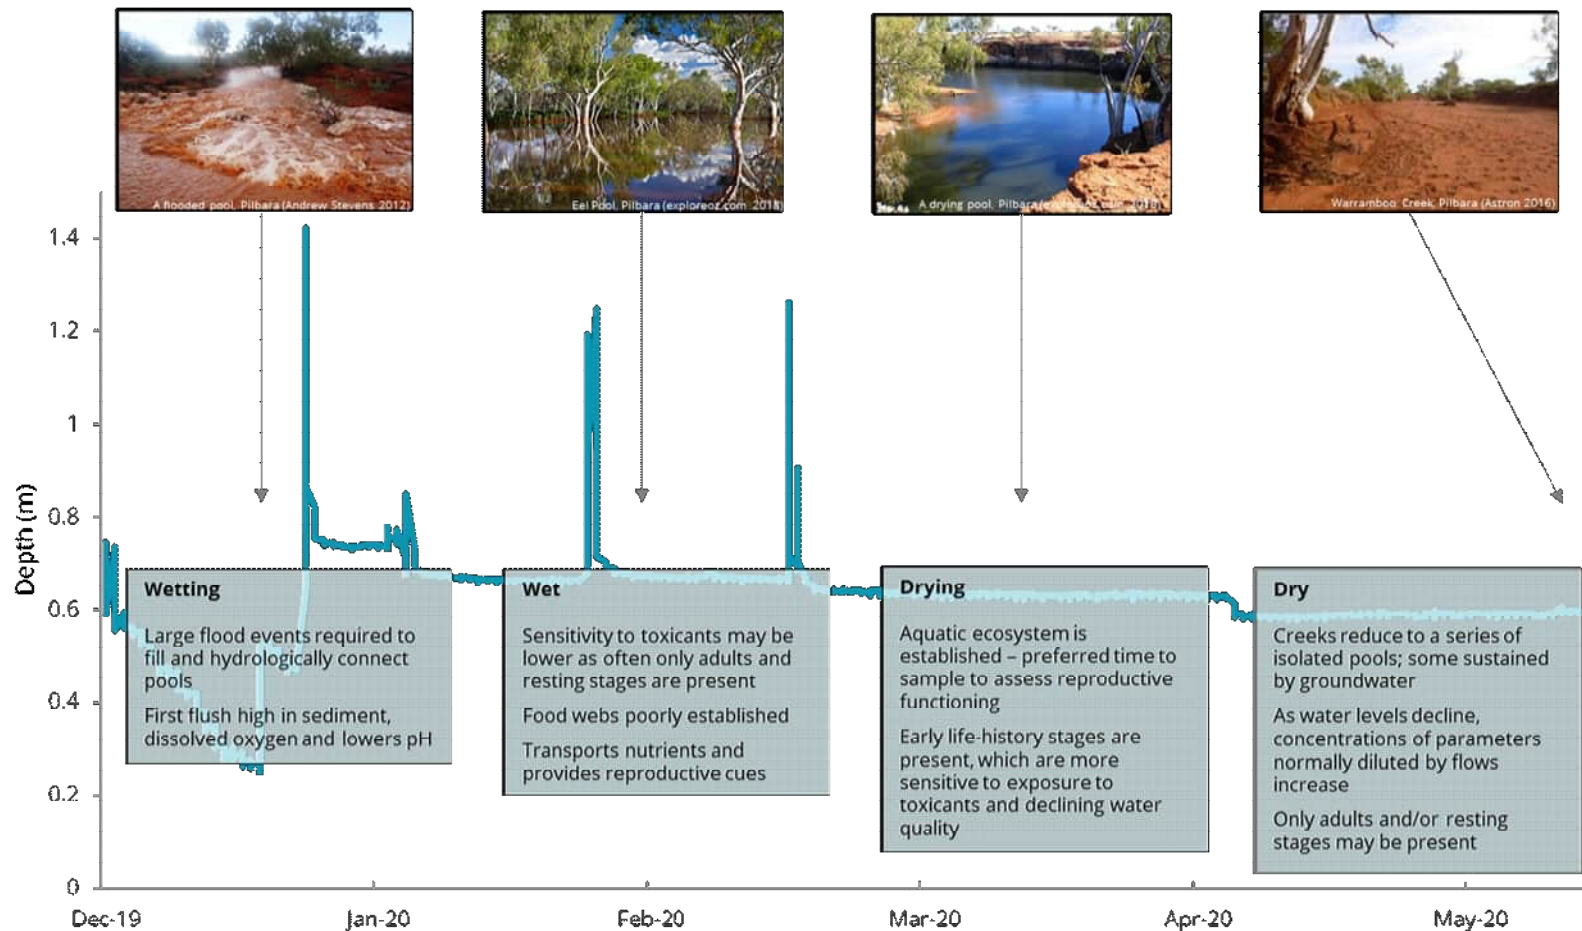 A flooded pool, Pilbara (Andrew Stevens 2012)
Eel Pool, Pilbara (exploreoz.com 2018)
A drying pool, Pilbara
Warramboo Creek, Pilbara (Astron 2016)
Depth (m)
1.4
1.2
1
0.8
0.6
0.4
0.2
0
Wetting
Large flood events required to
fill and hydrologically connect
pools
First flush high in sediment,
dissolved oxygen and lowers pH
Wet
Sensitivity to toxicants may be
lower as often only adults and
resting stages are present
Food webs poorly established
Transports nutrients and
provides reproductive cues
Drying
Aquatic ecosystem is
established – preferred time to
sample to assess reproductive
functioning
Early life-history stages are
present, which are more
sensitive to exposure to
toxicants and declining water
quality
Dry
Creeks reduce to a series of
isolated pools; some sustained
by groundwater
As water levels decline,
concentrations of parameters
normally diluted by flows
increase
Only adults and/or resting
stages may be present
Dec-19
Jan-20
Feb-20
Mar-20
Apr-20
May-20